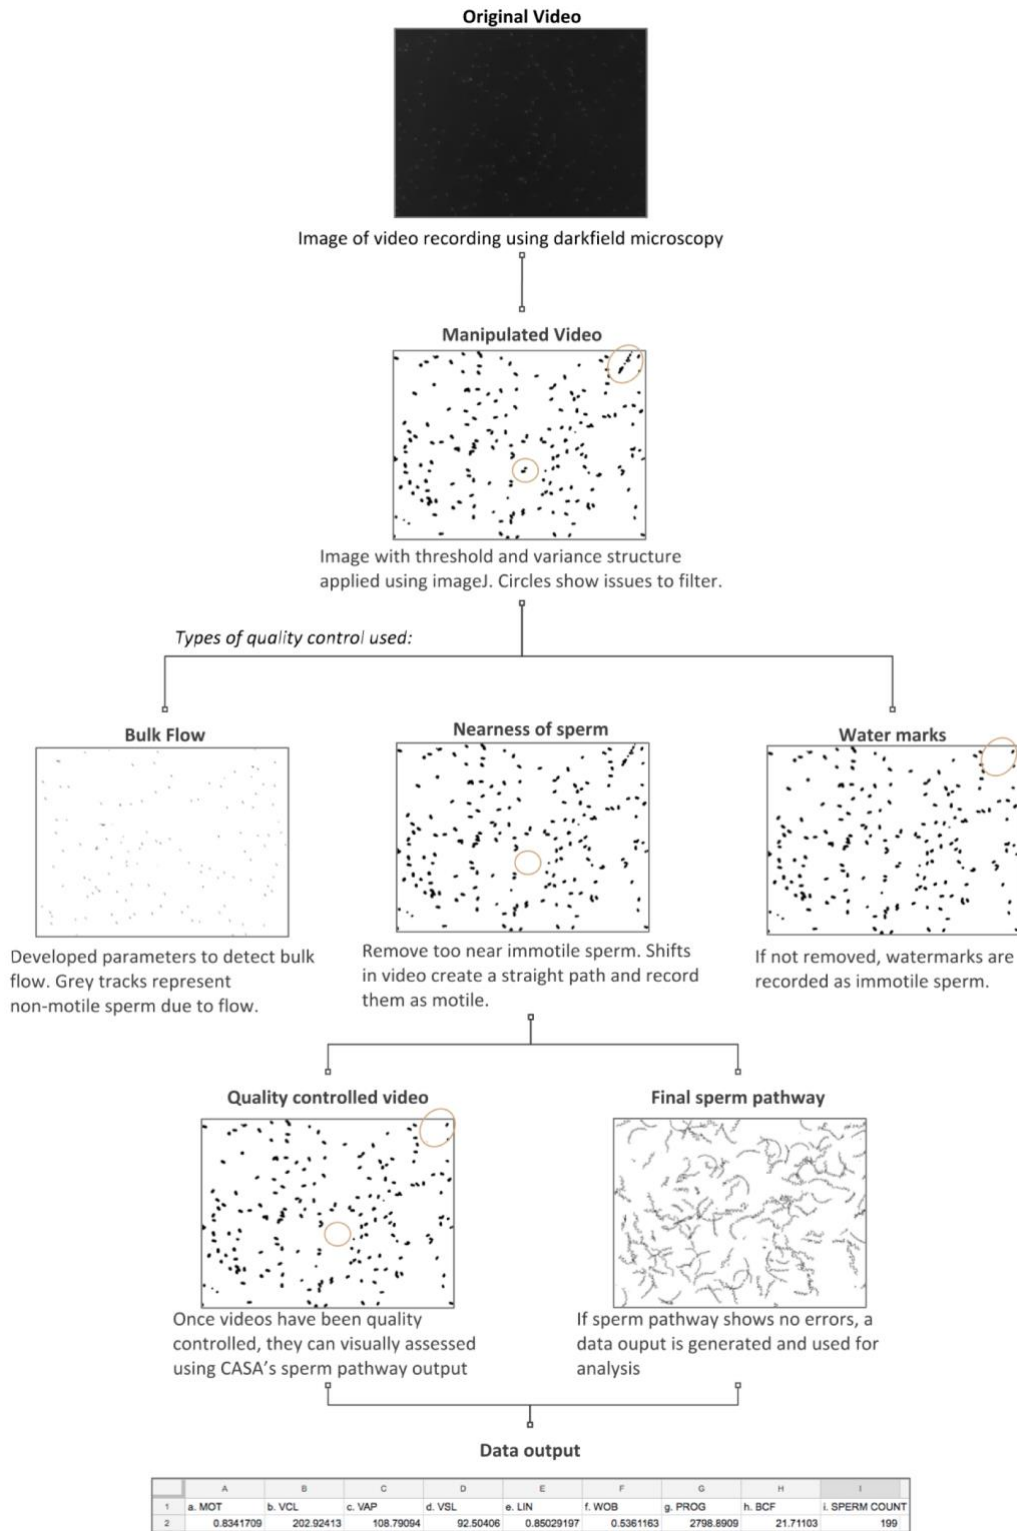 Original Video
Image of video recording using darkfield microscopy
Manipulated Video
Image with threshold and variance structure
applied using imageJ. Circles show issues to filter.
Types of quality control used:
Bulk Flow
Developed parameters to detect bulk
flow. Grey tracks represent
non-motile sperm due to flow.
Nearness of sperm
Remove too near immotile sperm. Shifts
in video create a straight path and record
them as motile.
Water marks
If not removed, watermarks are
recorded as immotile sperm.
Quality controlled video
Once videos have been quality
controlled, they can visually assessed
using CASA's sperm pathway output
Final sperm pathway
If sperm pathway shows no errors, a
data ouput is generated and used for
analysis
Data output
A B C D E F G H I
1 a. MOT b. VCL c. VAP d. VSL e. LIN f. WOB g. PROG h. BCF i. SPERM COUNT
2 0.8341709 202.92413 108.79094 92.50406 0.85029197 0.5361163 2798.8909 21.71103 199